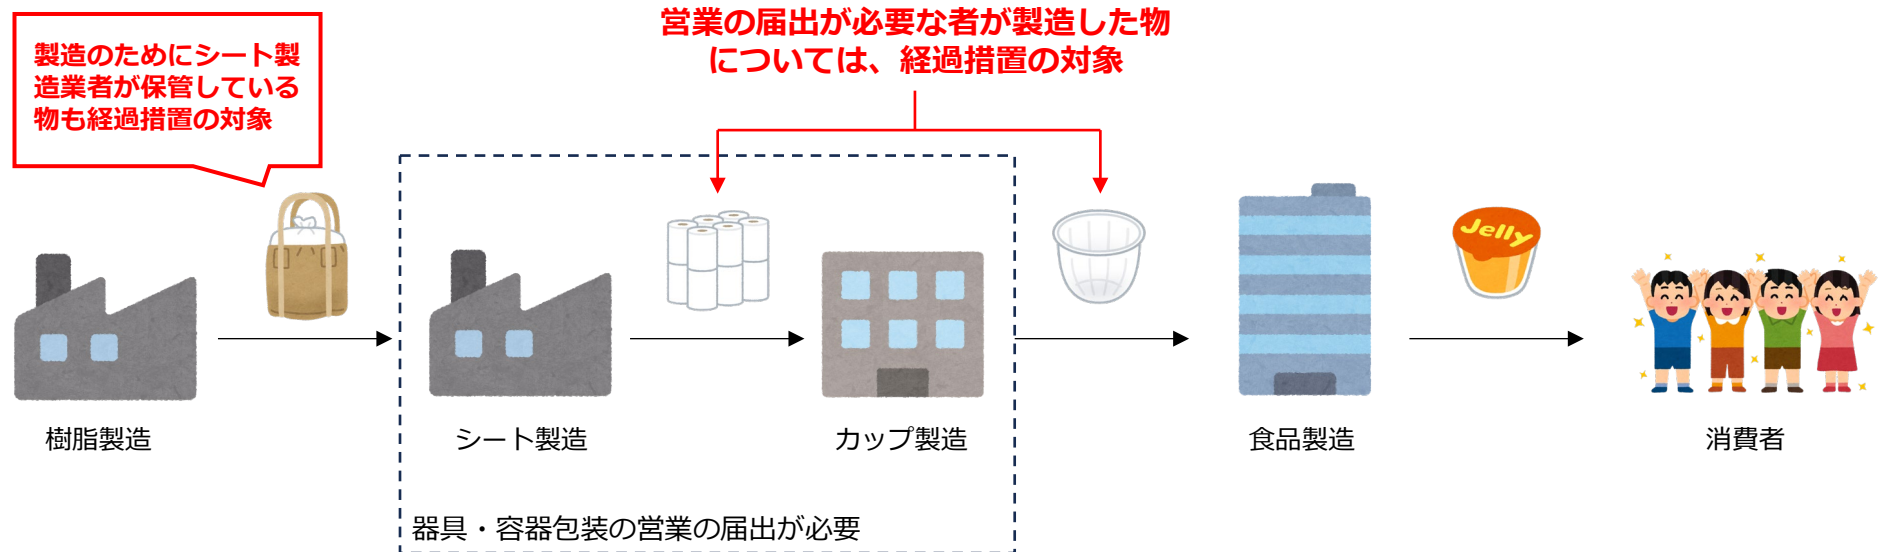 営業の届出が必要な者が製造した物
については、経過措置の対象
製造のためにシート製
造業者が保管している
物も経過措置の対象
Jelly
樹脂製造
シート製造
カップ製造
食品製造
消費者
器具・容器包装の営業の届出が必要